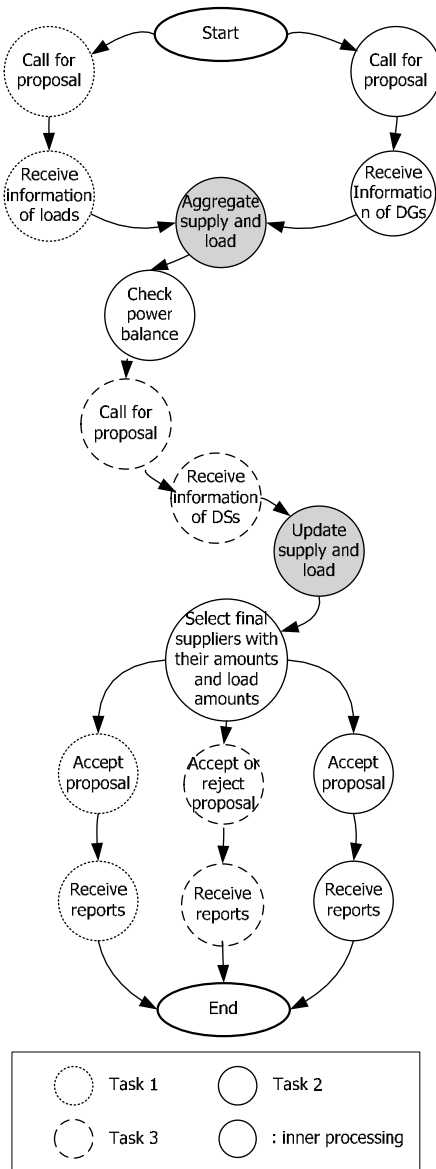 Start
Call for
proposal
Call for
proposal
Receive
information
of loads
Aggregate
supply and
load
Receive
Informatio
n of DGs
Check
power
balance
Call for
proposal
Receive
information
of DSs
Update
supply and
load
Select final
suppliers with
their amounts
and load
amounts
Accept
proposal
Accept or
reject
proposal
Accept
proposal
Receive
reports
Receive
reports
Receive
reports
End
Task 1
Task 2
Task 3
: inner processing